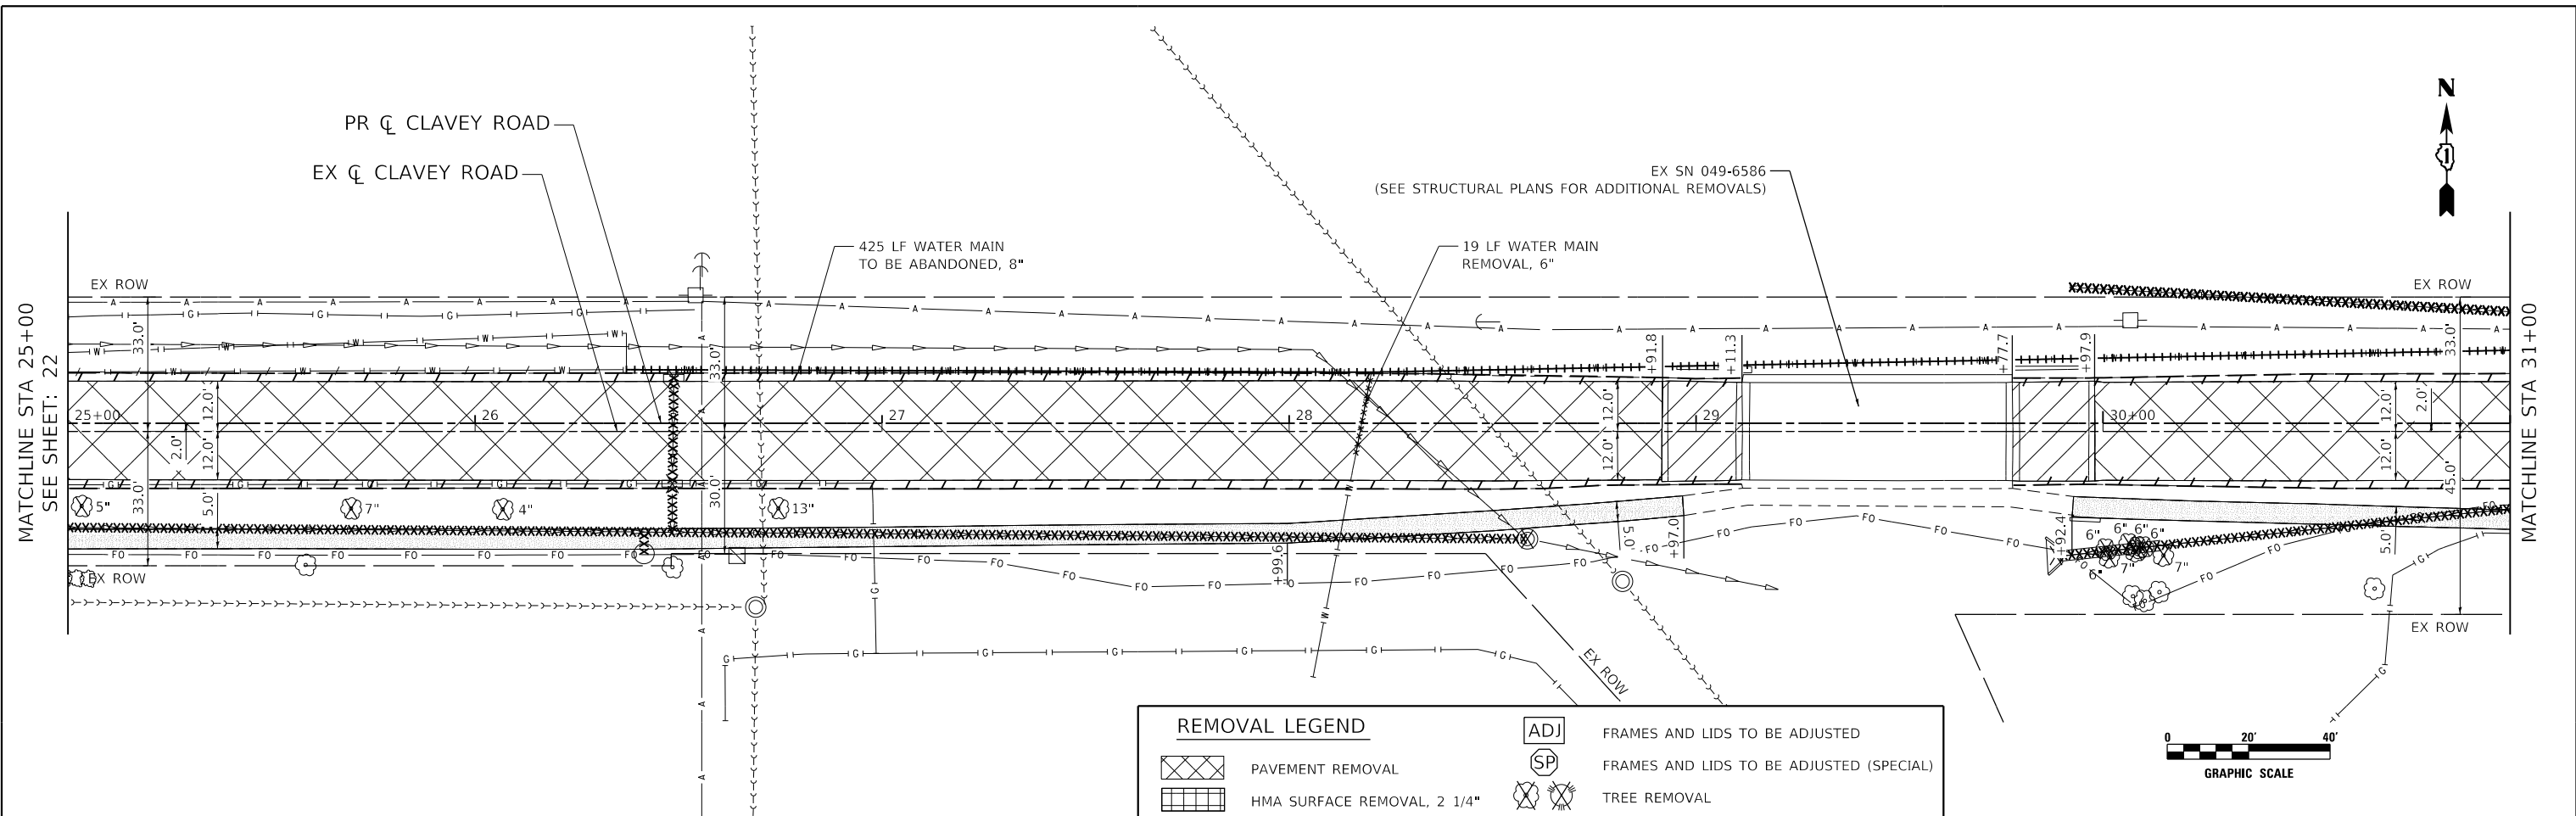 N
1
PR ℄ CLAVEY ROAD
EX ℄ CLAVEY ROAD
EX SN 049-6586
(SEE STRUCTURAL PLANS FOR ADDITIONAL REMOVALS)
425 LF WATER MAIN
TO BE ABANDONED, 8"
19 LF WATER MAIN
REMOVAL, 6"
MATCHLINE STA 25+00
SEE SHEET: 22
MATCHLINE STA 31+00
EX ROW
EX ROW
33.0'
33.0'
33.0'
+91.8
+11.3
+77.7
+97.9
25+00
26
27
28
29
30+00
12.0'
12.0'
12.0'
12.0'
12.0'
12.0'
2.0'
2.0'
33.0'
5.0'
30.0'
45.0'
5"
7"
4"
13"
+99.6
5.0'
+97.0
+92.4
6"
6"
6"
6"
6"
7"
7"
5.0'
EX ROW
EX ROW
EX ROW
A
G
W
FO
REMOVAL LEGEND
PAVEMENT REMOVAL
HMA SURFACE REMOVAL, 2 1/4"
ADJ
FRAMES AND LIDS TO BE ADJUSTED
SP
FRAMES AND LIDS TO BE ADJUSTED (SPECIAL)
TREE REMOVAL
0 20' 40'
GRAPHIC SCALE